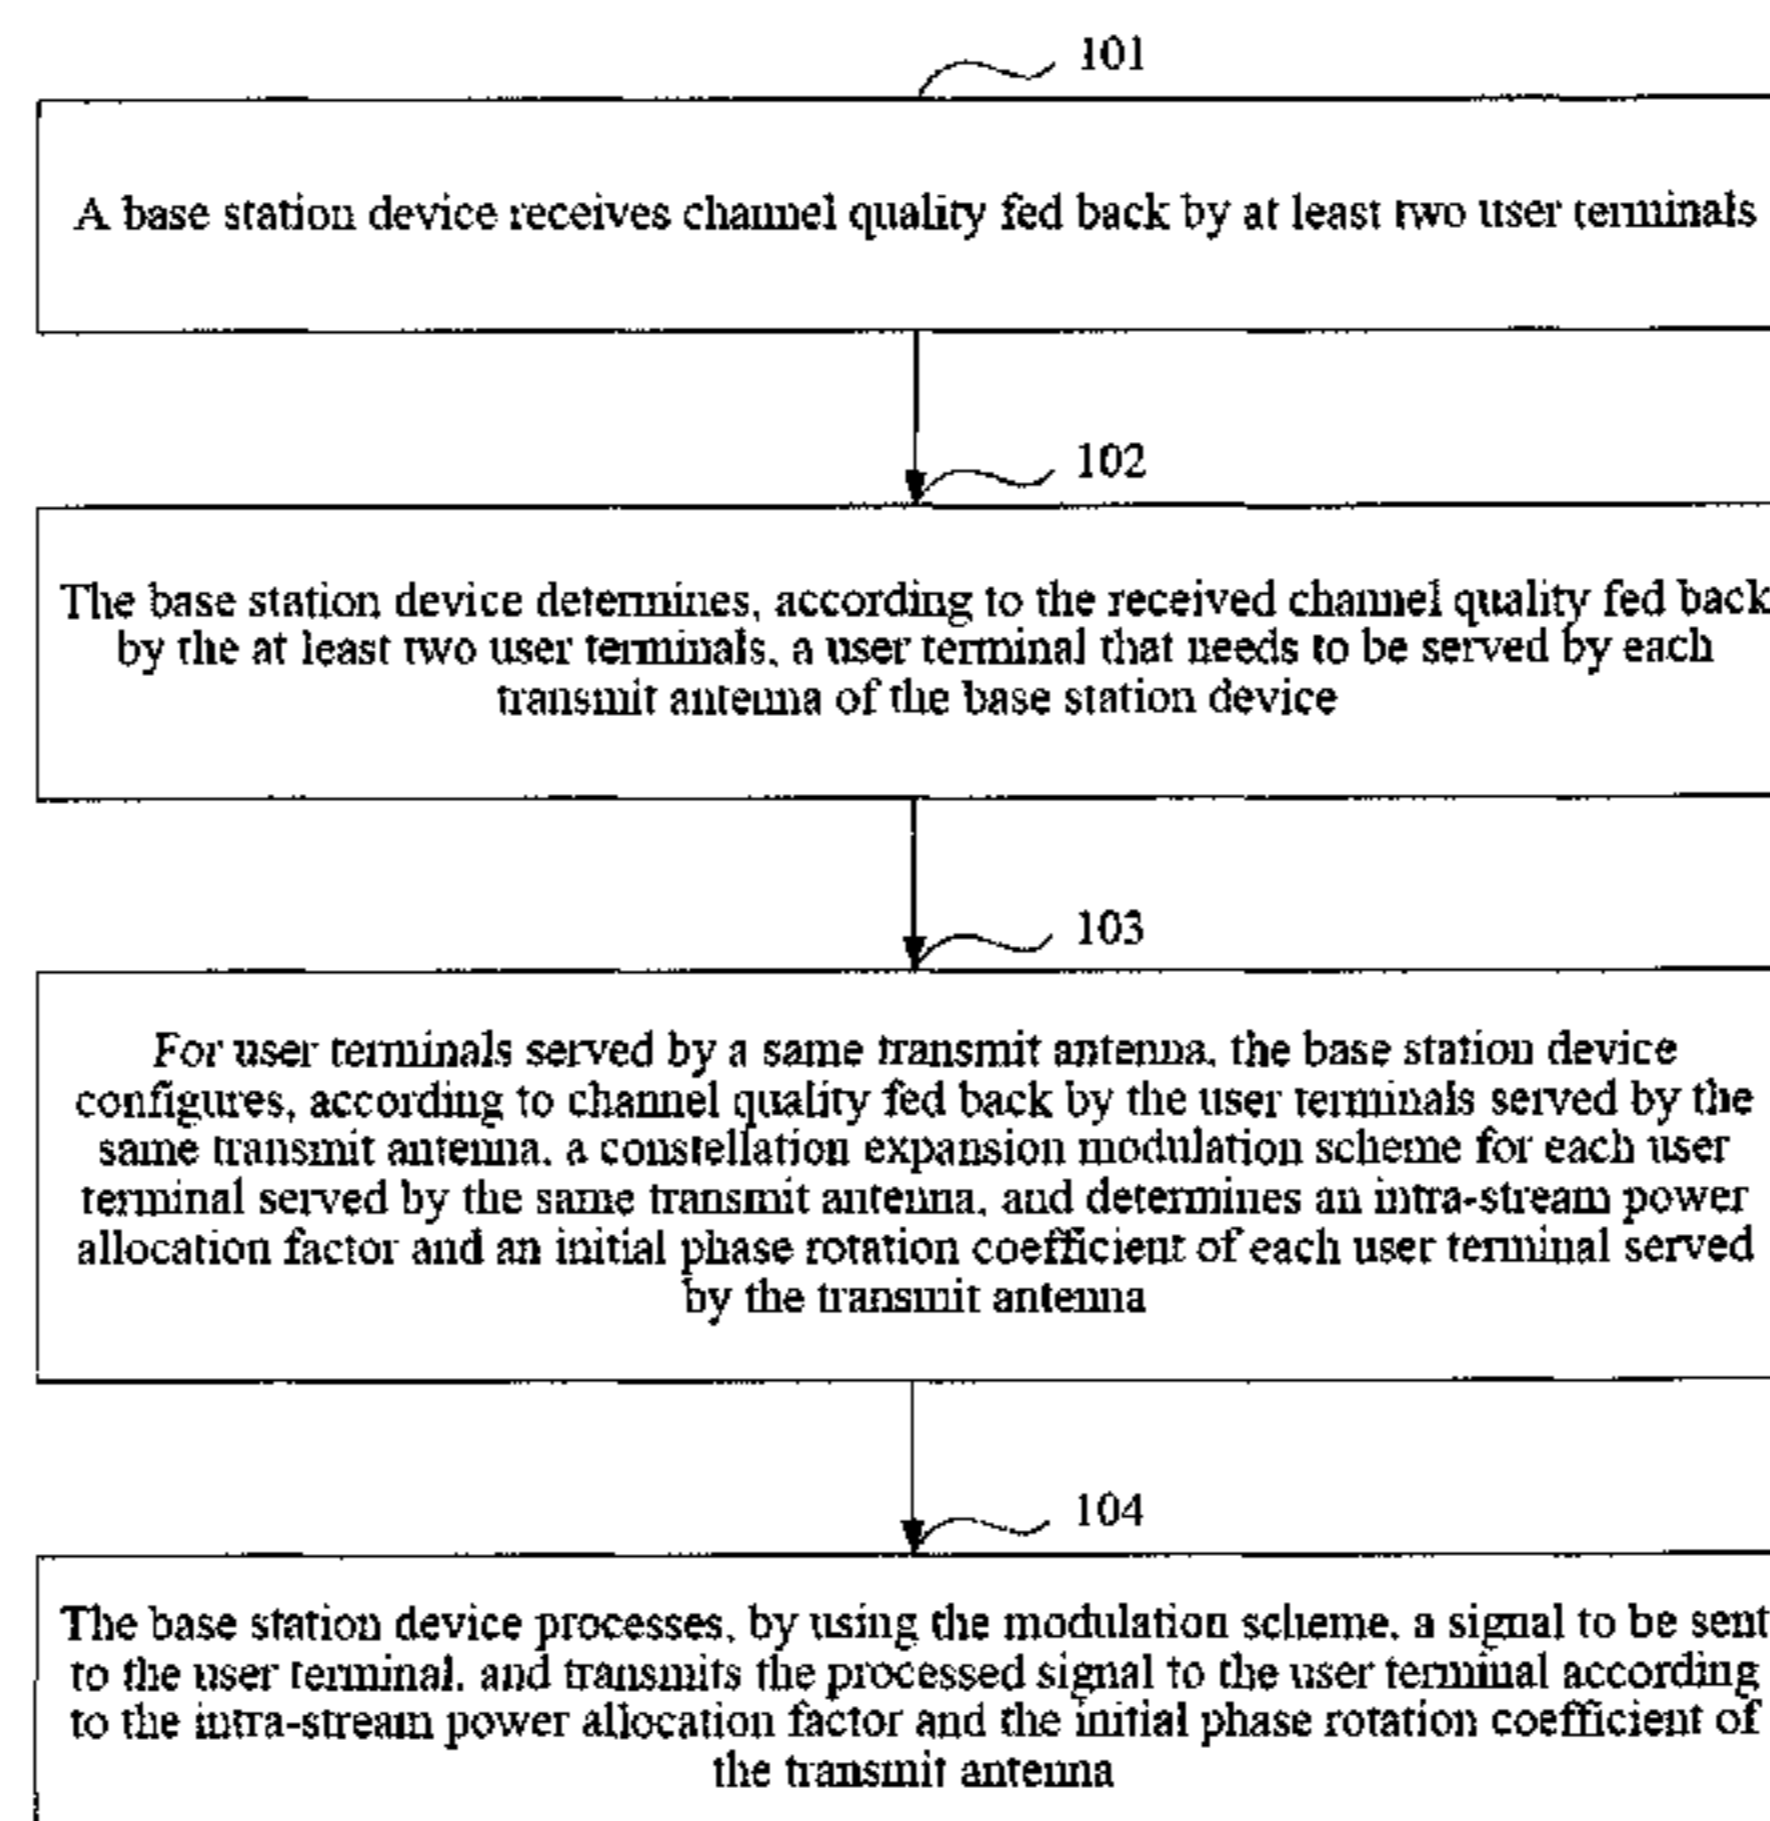 101
A base station device receives channel quality fed back by at least two user terminals
102
The base station device determines, according to the received channel quality fed back
by the at least two user terminals, a user terminal that needs to be served by each
transmit antenna of the base station device
103
For user terminals served by a same transmit antenna, the base station device
configures, according to channel quality fed back by the user terminals served by the
same transmit antenna, a constellation expansion modulation scheme for each user
terminal served by the same transmit antenna, and determines an intra-stream power
allocation factor and an initial phase rotation coefficient of each user terminal served
by the transmit antenna
104
The base station device processes, by using the modulation scheme, a signal to be sent
to the user terminal, and transmits the processed signal to the user terminal according
to the intra-stream power allocation factor and the initial phase rotation coefficient of
the transmit antenna